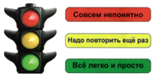 Совсем непонятно
Надо повторить ещё раз
Всё легко и просто